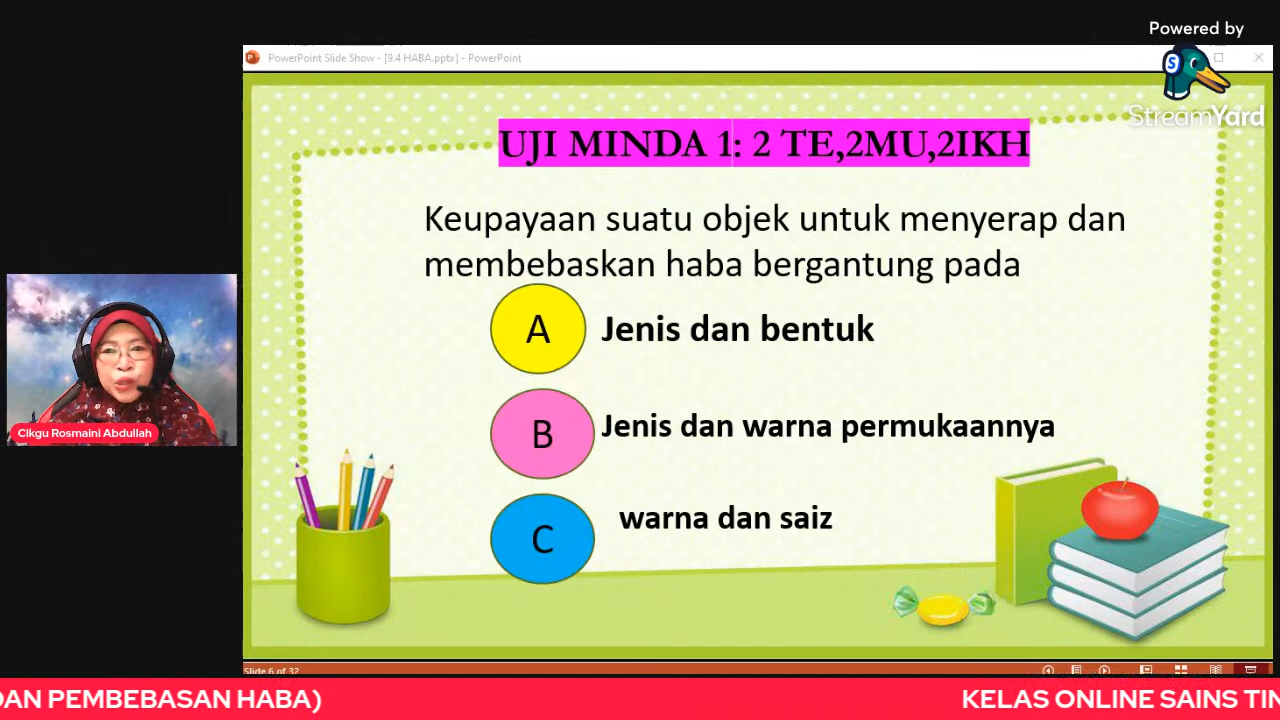 Powered by
StreamYard
PowerPoint Slide Show - [9.4 HABA.pptx] - PowerPoint
UJI MINDA 1: 2 TE,2MU,2IKH
Keupayaan suatu objek untuk menyerap dan
membebaskan haba bergantung pada
A Jenis dan bentuk
B Jenis dan warna permukaannya
C warna dan saiz
Cikgu Rosmaini Abdullah
Slide 6 of 32
DAN PEMBEBASAN HABA) KELAS ONLINE SAINS TIN